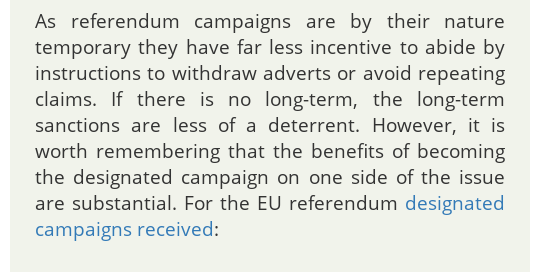 As referendum campaigns are by their nature
temporary they have far less incentive to abide by
instructions to withdraw adverts or avoid repeating
claims. If there is no long-term, the long-term
sanctions are less of a deterrent. However, it is
worth remembering that the benefits of becoming
the designated campaign on one side of the issue
are substantial. For the EU referendum designated
campaigns received: